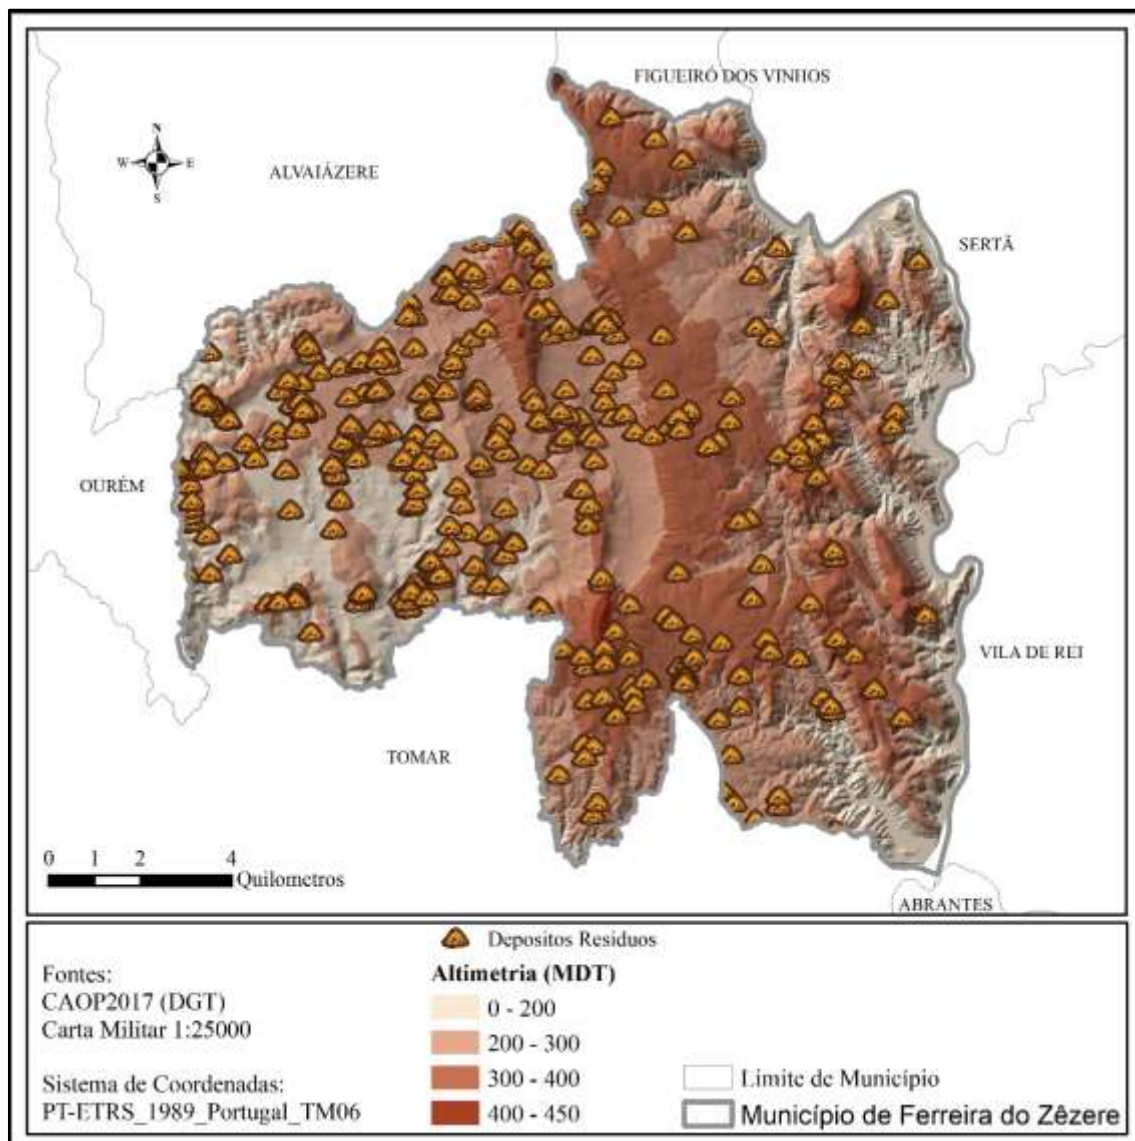 FIGUEIRÓ DOS VINHOS
N
W E
S
ALVAIÁZERE
SERTÃ
OURÉM
VILA DE REI
TOMAR
0 1 2 4
Quilometros
ABRANTES
Depositos Residuos
Fontes:
CAOP2017 (DGT)
Carta Militar 1:25000
Sistema de Coordenadas:
PT-ETRS_1989_Portugal_TM06
Altimetria (MDT)
0 - 200
200 - 300
300 - 400
400 - 450
Limite de Município
Município de Ferreira do Zêzere